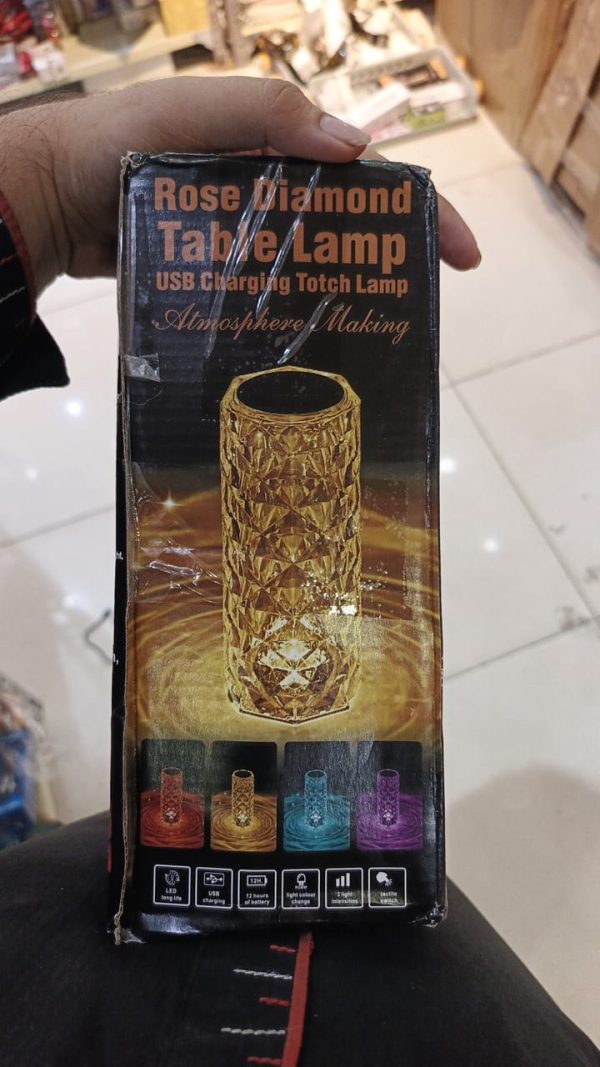 Rose Diamond
Table Lamp
USB Charging Totch Lamp
Atmosphere Making
LED
long life
USB
charging
12H.
12 hours
of battery
light colour
change
3 light
intensities
tactile
switch